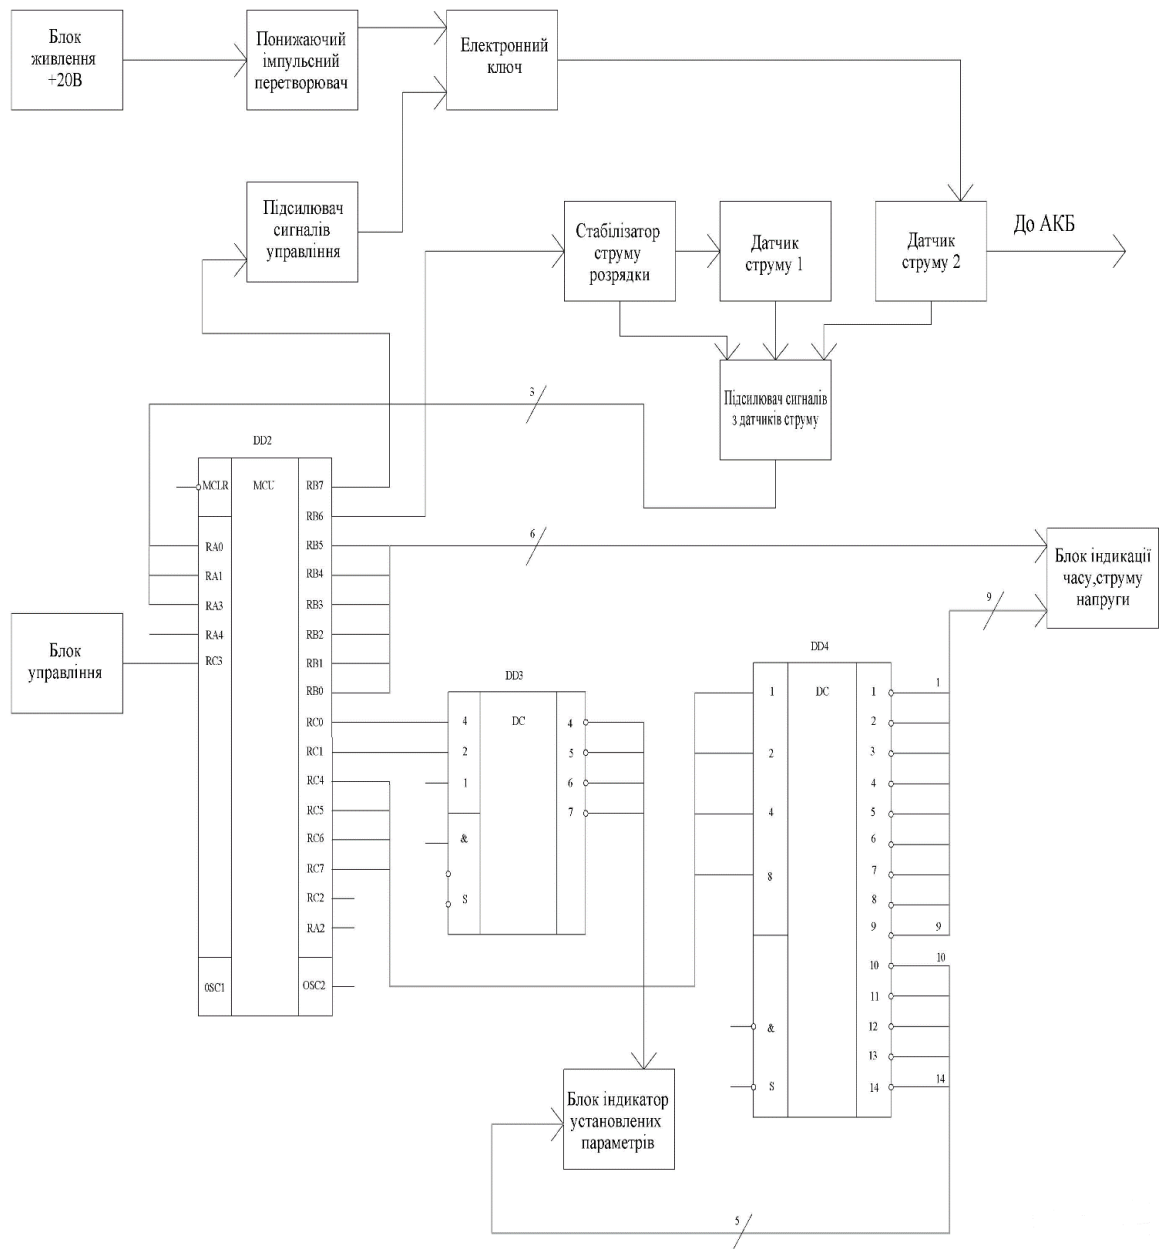 Блок
живлення
+20В
Понижаючий
імпульсний
перетворювач
Електронний
ключ
Підсилювач
сигналів
управління
Стабілізатор
струму
розрядки
Датчик
струму 1
Датчик
струму 2
До АКБ
Підсилювач сигналів
з датчиків струму
3
DD2
MCLR
MCU
RB7
RB6
RA0
RB5
RA1
RB4
RA3
RB3
RA4
RB2
RC3
RB1
RB0
RC0
RC1
RC4
RC5
RC6
RC7
RC2
RA2
OSC1
OSC2
6
Блок індикації
часу,струму
напруги
9
Блок
управління
DD3
4
DC
4
2
5
1
6
7
&
S
DD4
1
DC
1
1
2
2
3
4
4
5
6
8
7
8
9
9
10
10
11
&
12
13
S
14
14
Блок індикатор
установлених
параметрів
5